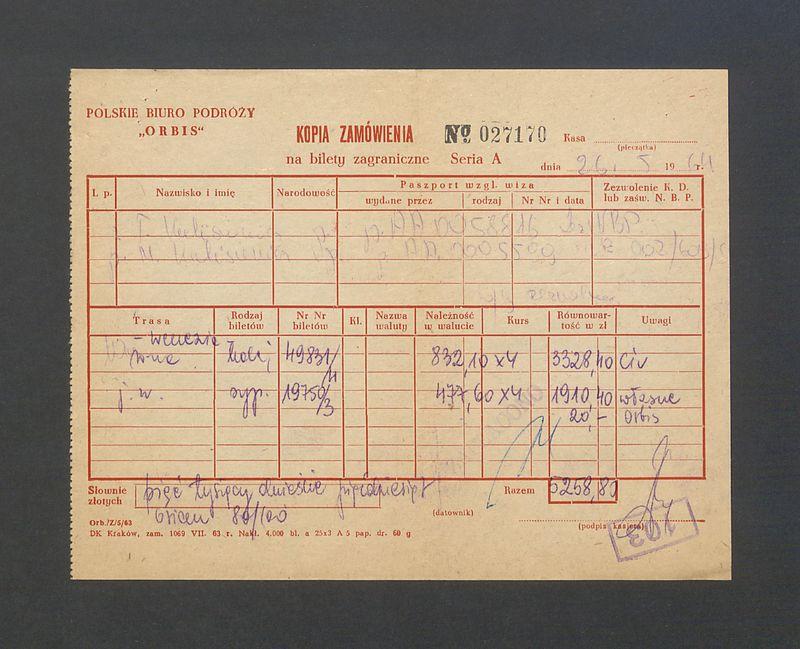 POLSKIE BIURO PODRÓŻY
„ORBIS“
KOPIA ZAMÓWIENIA № 027170 Kasa
(pieczątka)
na bilety zagraniczne Seria A
dnia 26. 5 1964 r.
L p. Nazwisko i imię Narodowość Paszport wzgl. wiza Zezwolenie K. D.
wydane przez rodzaj Nr Nr i data lub zaśw. N. B. P.
Trasa Rodzaj biletów Nr Nr biletów Kl. Nazwa waluty Należność w walucie Kurs Równowartość w zł Uwagi
49831/4 832,10 x4 3328,40 Civ
j.w. syp. 19750/3 477,60 x4 1910,40 własne
20,- Orbis
Słownie złotych pięć tysięcy dwieście pięćdziesiąt Razem 5258,80
osiem 80/100
(datownik)
(podpis kasjera)
103
Orb./Z/5/63
DK Kraków, zam. 1069 VII. 63 r. Nakł. 4.000 bl. a 25x3 A 5 pap. dr. 60 g